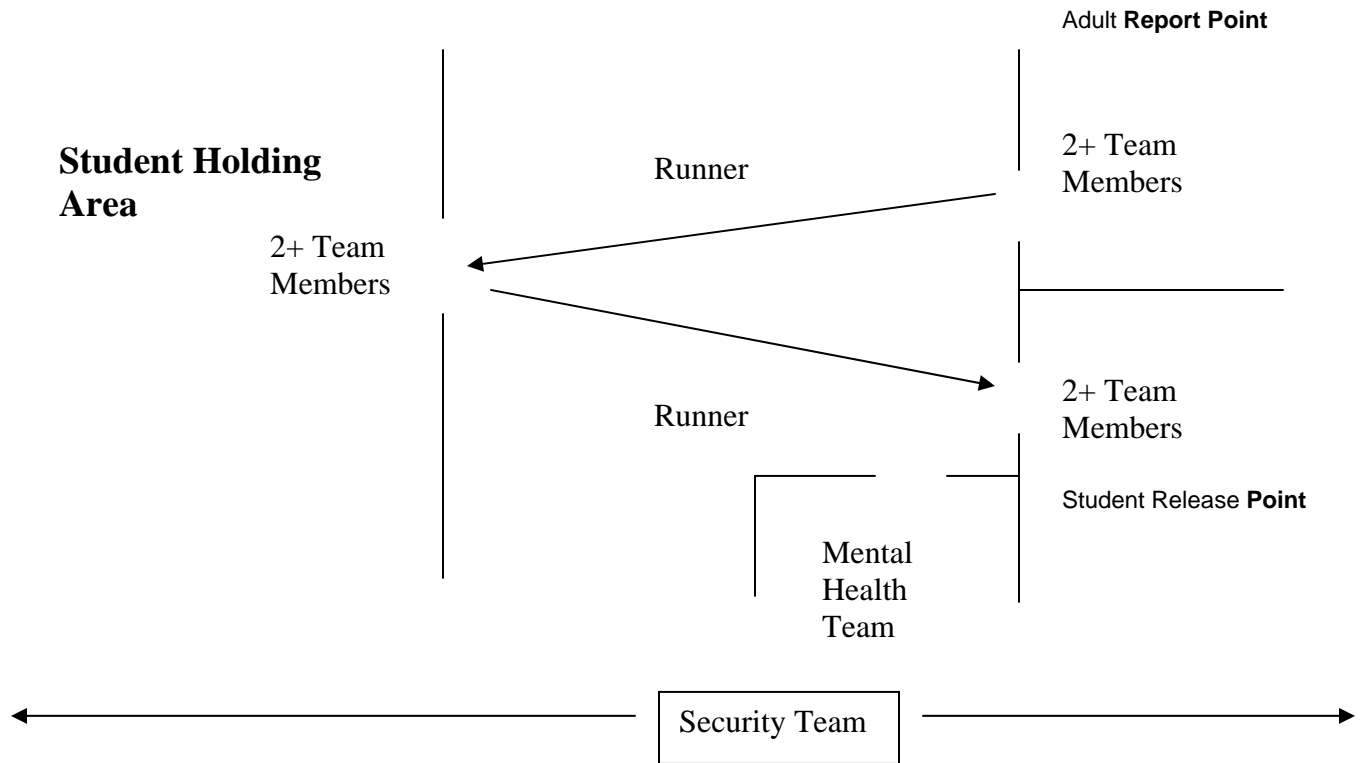 Adult Report Point
Student Holding
Area
Runner
2+ Team
Members
2+ Team
Members
Runner
2+ Team
Members
Student Release Point
Mental
Health
Team
Security Team